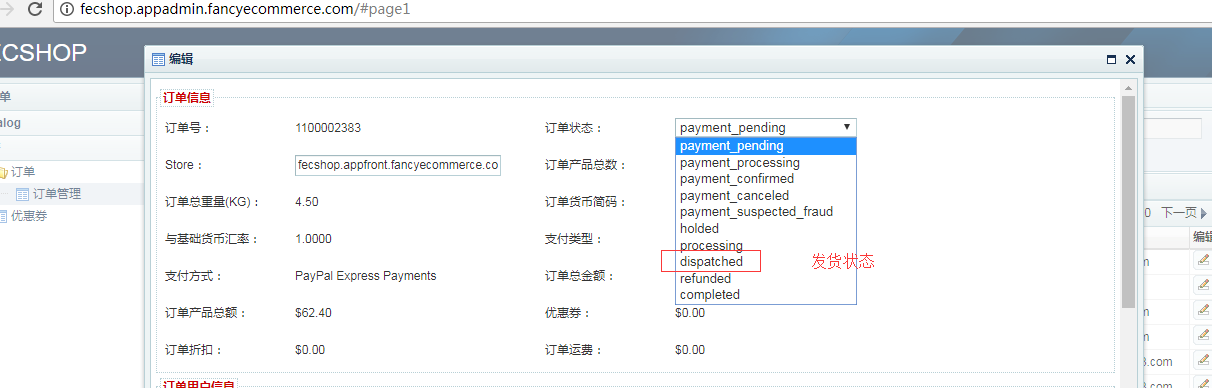 fecshop.appadmin.fancyecommerce.com/#page1
ECSHOP
编辑
单
alog
订单
订单管理
优惠券
订单信息
订单号： 1100002383 订单状态： payment_pending
payment_pending
Store： fecshop.appfront.fancyecommerce.co 订单产品总数： payment_processing
payment_confirmed
payment_canceled
订单总重量(KG)： 4.50 订单货币简码： payment_suspected_fraud
holded
与基础货币汇率： 1.0000 支付类型： processing
dispatched 发货状态
支付方式： PayPal Express Payments 订单总金额： refunded
completed
订单产品总额： $62.40 优惠券： $0.00
订单折扣： $0.00 订单运费： $0.00
订单用户信息
0 下一页
编辑
om
m
m
3.com